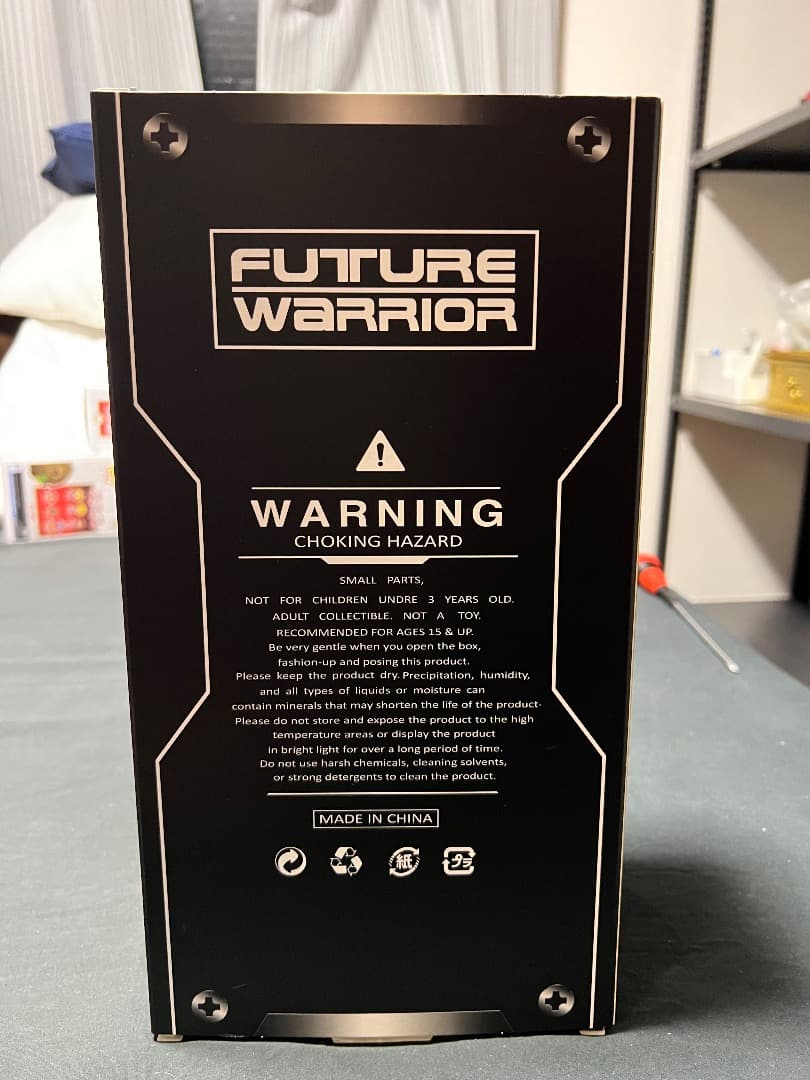 FUTURE
WARRIOR
WARNING
CHOKING HAZARD
SMALL PARTS,
NOT FOR CHILDREN UNDRE 3 YEARS OLD.
ADULT COLLECTIBLE. NOT A TOY.
RECOMMENDED FOR AGES 15 & UP.
Be very gentle when you open the box,
fashion-up and posing this product.
Please keep the product dry. Precipitation, humidity,
and all types of liquids or moisture can
contain minerals that may shorten the life of the product.
Please do not store and expose the product to the high
temperature areas or display the product
in bright light for over a long period of time.
Do not use harsh chemicals, cleaning solvents,
or strong detergents to clean the product.
MADE IN CHINA
紙 プラ